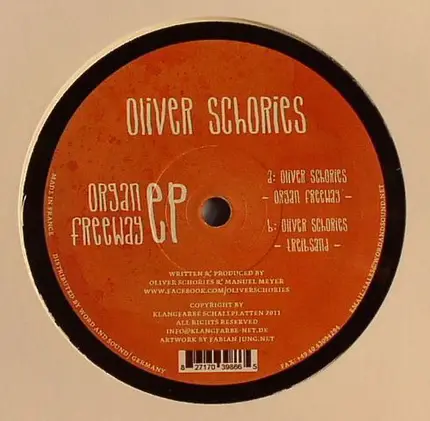 Oliver Schories
Organ
Freeway
EP
a: Oliver Schories
- Organ Freeway -
b: Oliver Schories
- Treibsand -
WRITTEN & PRODUCED BY
OLIVER SCHORIES & MANUEL MEYER
WWW.FACEBOOK.COM/OLIVERSCHORIES
COPYRIGHT BY
KLANGFARBE SCHALLPLATTEN 2011
ALL RIGHTS RESERVED
INFO@KLANGFARBE-NET.DE
ARTWORK BY FABIAN JUNG.NET
8 27170 39866 5
MADE IN FRANCE
DISTRIBUTED BY WORD AND SOUND/GERMANY